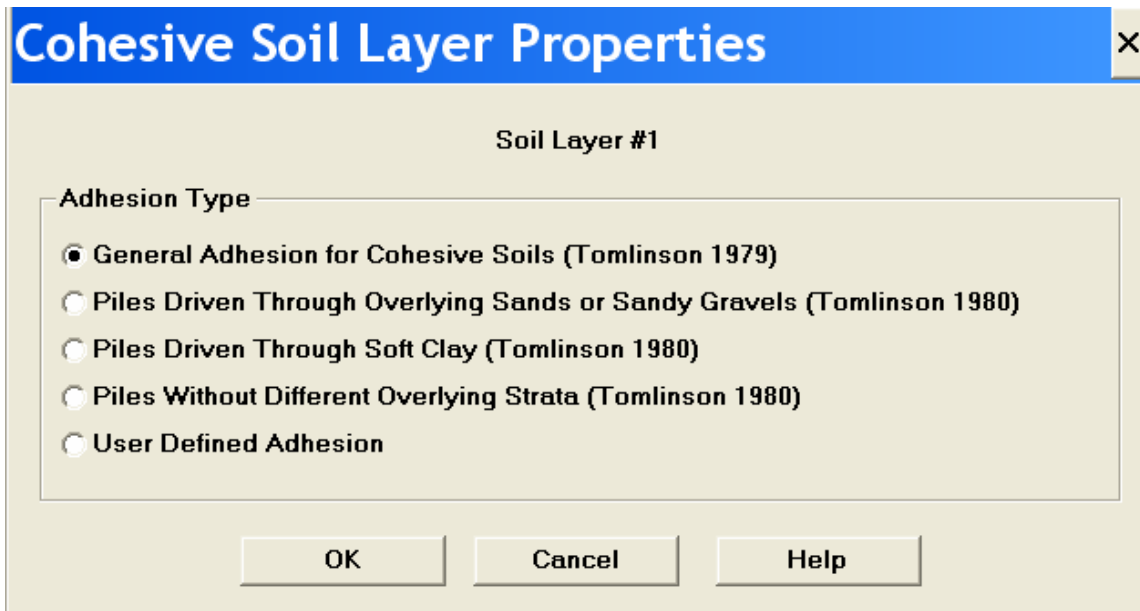 Cohesive Soil Layer Properties
Soil Layer #1
Adhesion Type
General Adhesion for Cohesive Soils (Tomlinson 1979)
Piles Driven Through Overlying Sands or Sandy Gravels (Tomlinson 1980)
Piles Driven Through Soft Clay (Tomlinson 1980)
Piles Without Different Overlying Strata (Tomlinson 1980)
User Defined Adhesion
OK Cancel Help